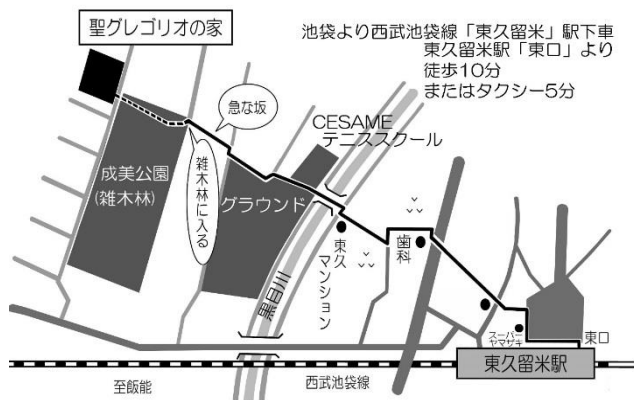 聖グレゴリオの家
池袋より西武池袋線「東久留米」駅下車
東久留米駅「東口」より
徒歩10分
またはタクシー5分
急な坂
CESAME
テニススクール
成美公園
(雑木林)
雑木林に入る
グラウンド
東久
マンション
歯科
黒目川
スーパー
ヤマザキ
東口
東久留米駅
至飯能
西武池袋線